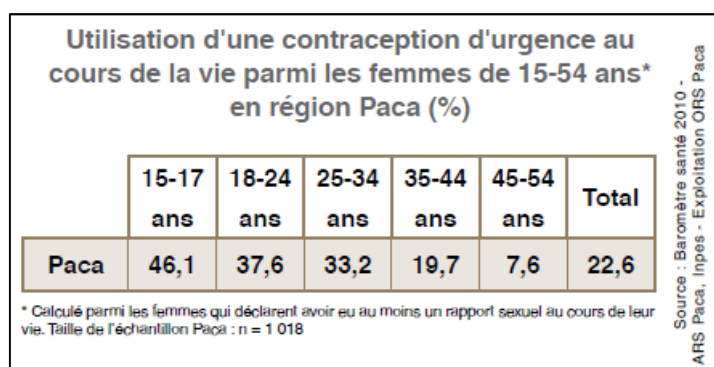 Utilisation d'une contraception d'urgence au
cours de la vie parmi les femmes de 15-54 ans*
en région Paca (%)
15-17 ans 18-24 ans 25-34 ans 35-44 ans 45-54 ans Total
Paca 46,1 37,6 33,2 19,7 7,6 22,6
* Calculé parmi les femmes qui déclarent avoir eu au moins un rapport sexuel au cours de leur
vie. Taille de l'échantillon Paca : n = 1 018
Source : Baromètre santé 2010 -
ARS Paca, Inpes - Exploitation ORS Paca